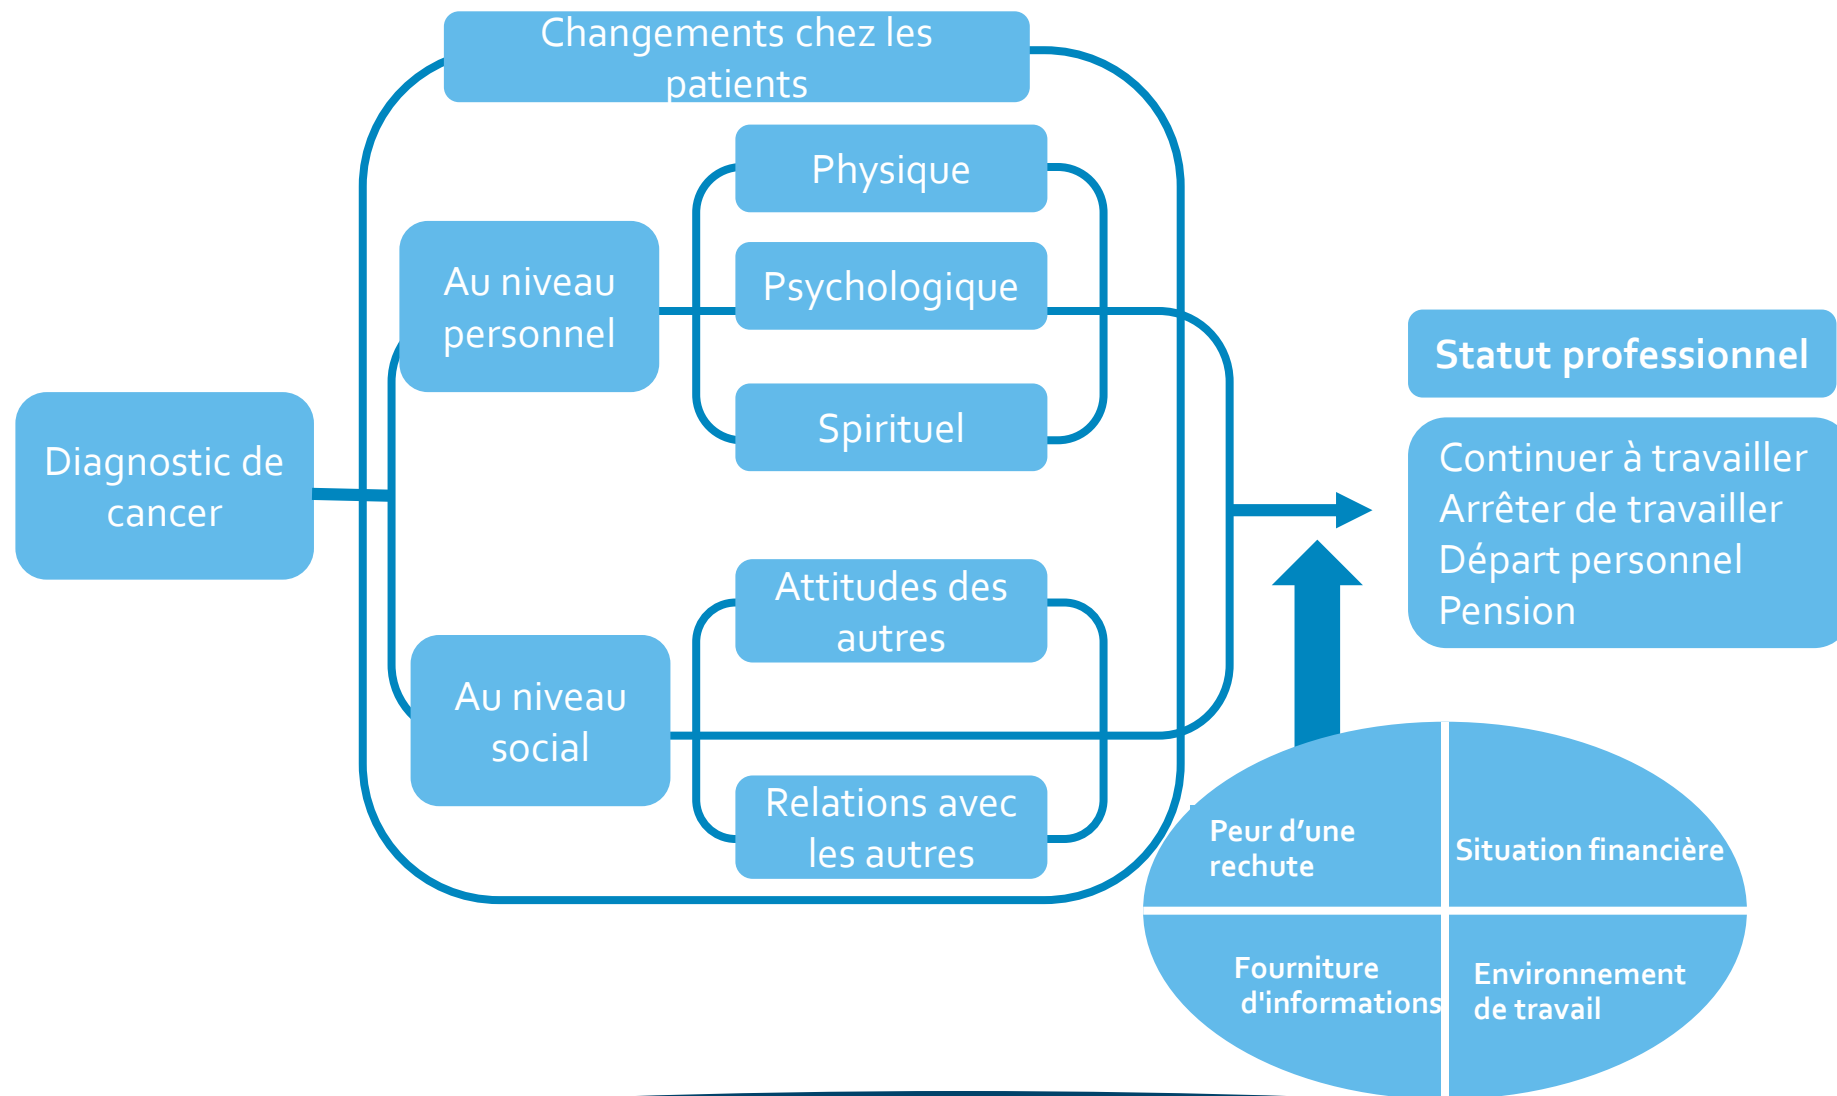 Changements chez les
patients
Physique
Au niveau
personnel
Psychologique
Spirituel
Diagnostic de
cancer
Attitudes des
autres
Au niveau
social
Relations avec
les autres
Statut professionnel
Continuer à travailler
Arrêter de travailler
Départ personnel
Pension
Peur d’une
rechute
Situation financière
Fourniture
d'informations
Environnement
de travail